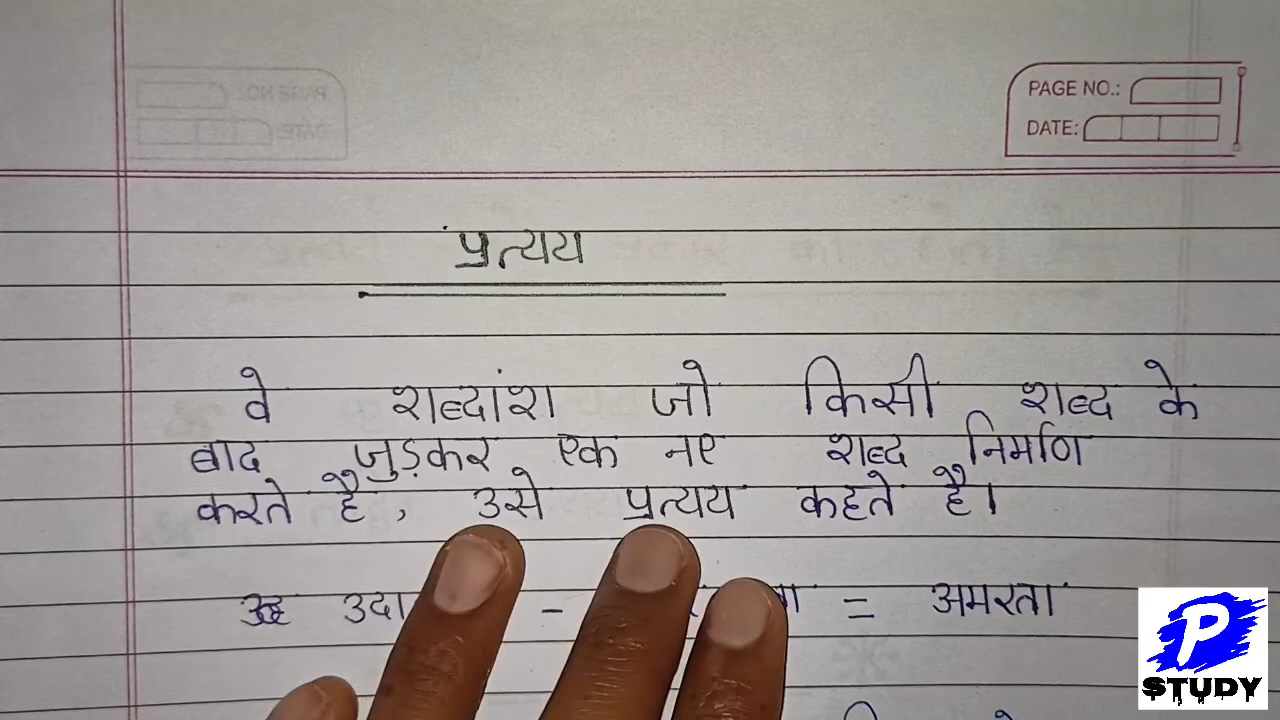 PAGE NO.:
DATE:
प्रत्यय
वे शब्दांश जो किसी शब्द के
बाद जुड़कर एक नए शब्द निर्माण
करते है, उसे प्रत्यय कहते है।
- = अमरता
P
STUDY